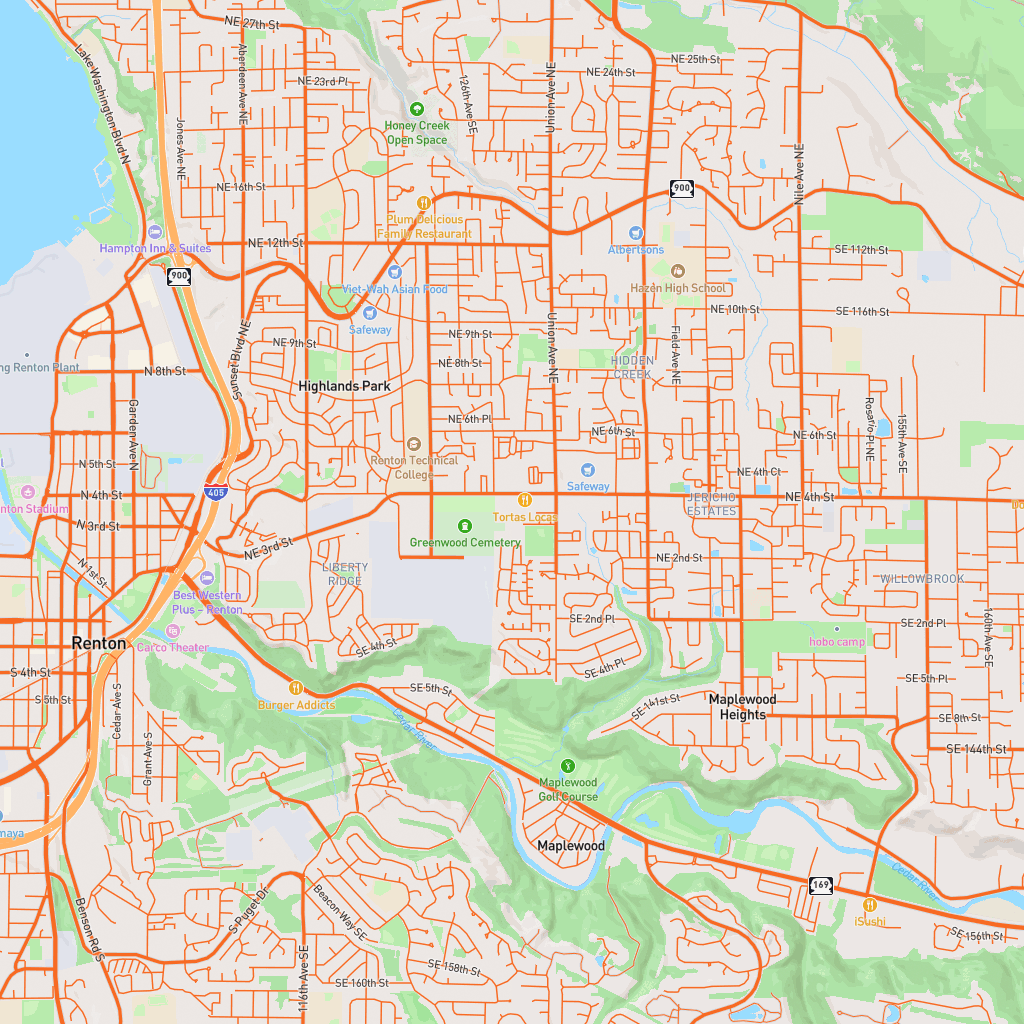 NE 27th St
Lake Washington Blvd N
Aberdeen Ave NE
NE 23rd Pl
126th Ave SE
Union Ave NE
NE 24th St
NE 25th St
Honey Creek
Open Space
Jones Ave NE
NE 16th St
Nile Ave NE
900
Plum Delicious
Family Restaurant
Hampton Inn & Suites
NE 12th St
Albertsons
SE 112th St
900
Viet-Wah Asian Food
Hazen High School
Safeway
NE 10th St
SE 116th St
Sunset Blvd NE
NE 9th St
NE 9th St
Union Ave NE
Field Ave NE
ng Renton Plant
N 8th St
NE 8th St
HIDDEN
CREEK
Highlands Park
Garden Ave N
NE 6th Pl
NE 6th St
NE 6th St
Rosario Pl NE
155th Ave SE
Renton Technical
College
N 5th St
NE 4th Ct
Safeway
405
N 4th St
nton Stadium
JERICHO
ESTATES
NE 4th St
Tortas Locas
N 3rd St
Greenwood Cemetery
NE 3rd St
NE 2nd St
N 1st St
LIBERTY
RIDGE
WILLOWBROOK
Best Western
Plus – Renton
SE 2nd Pl
SE 2nd Pl
160th Ave SE
Renton
Carco Theater
hobo camp
SE 4th St
S 4th St
SE 4th Pl
SE 5th Pl
S 5th St
SE 5th St
Cedar Ave S
Burger Addicts
SE 141st St
Maplewood
Heights
SE 8th St
Cedar River
Grant Ave S
SE 144th St
Maplewood
Golf Course
maya
Maplewood
Cedar River
169
S Puget Dr
Beacon Way SE
iSushi
Benson Rd S
SE 156th St
SE 158th St
116th Ave SE
SE 160th St